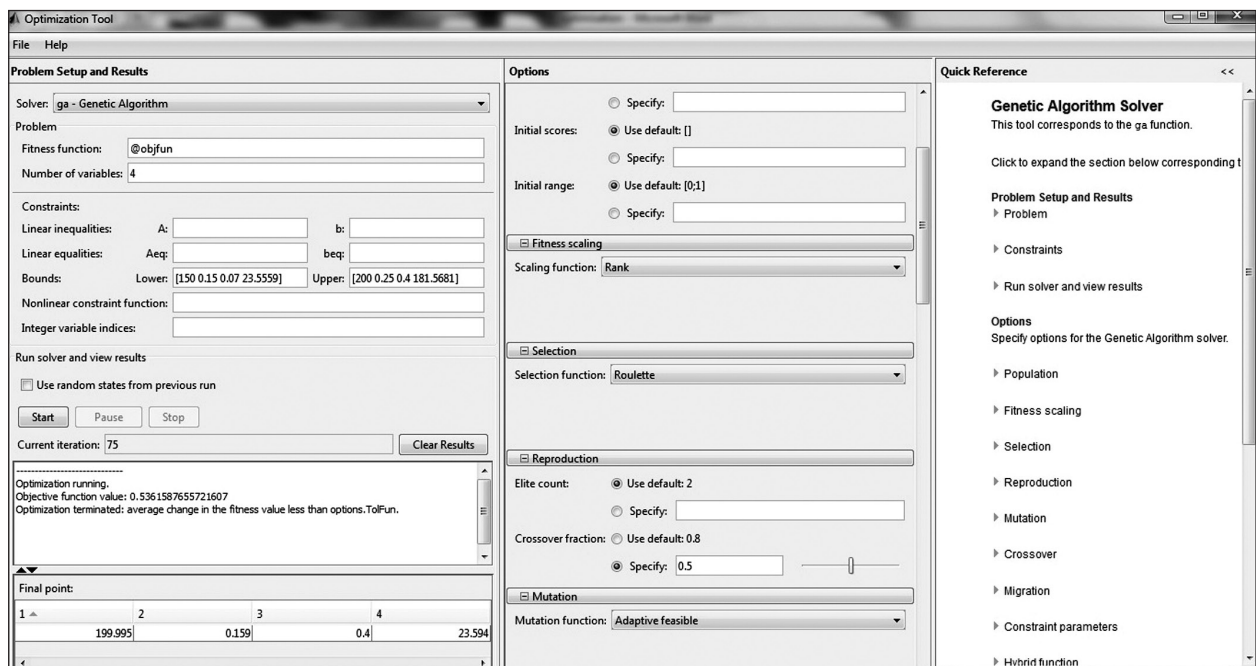 Optimization Tool
File Help
Problem Setup and Results
Solver: ga - Genetic Algorithm
Problem
Fitness function: @objfun
Number of variables: 4
Constraints:
Linear inequalities: A: b:
Linear equalities: Aeq: beq:
Bounds: Lower: [150 0.15 0.07 23.5559] Upper: [200 0.25 0.4 181.5681]
Nonlinear constraint function:
Integer variable indices:
Run solver and view results
Use random states from previous run
Start Pause Stop
Current iteration: 75 Clear Results
-----------------------------
Optimization running.
Objective function value: 0.5361587655721607
Optimization terminated: average change in the fitness value less than options.TolFun.
Final point:
1 2 3 4
199.995 0.159 0.4 23.594
Options
Specify:
Initial scores: Use default: []
Specify:
Initial range: Use default: [0;1]
Specify:
Fitness scaling
Scaling function: Rank
Selection
Selection function: Roulette
Reproduction
Elite count: Use default: 2
Specify:
Crossover fraction: Use default: 0.8
Specify: 0.5
Mutation
Mutation function: Adaptive feasible
Quick Reference <<
Genetic Algorithm Solver
This tool corresponds to the ga function.
Click to expand the section below corresponding t
Problem Setup and Results
Problem
Constraints
Run solver and view results
Options
Specify options for the Genetic Algorithm solver.
Population
Fitness scaling
Selection
Reproduction
Mutation
Crossover
Migration
Constraint parameters
Hybrid function